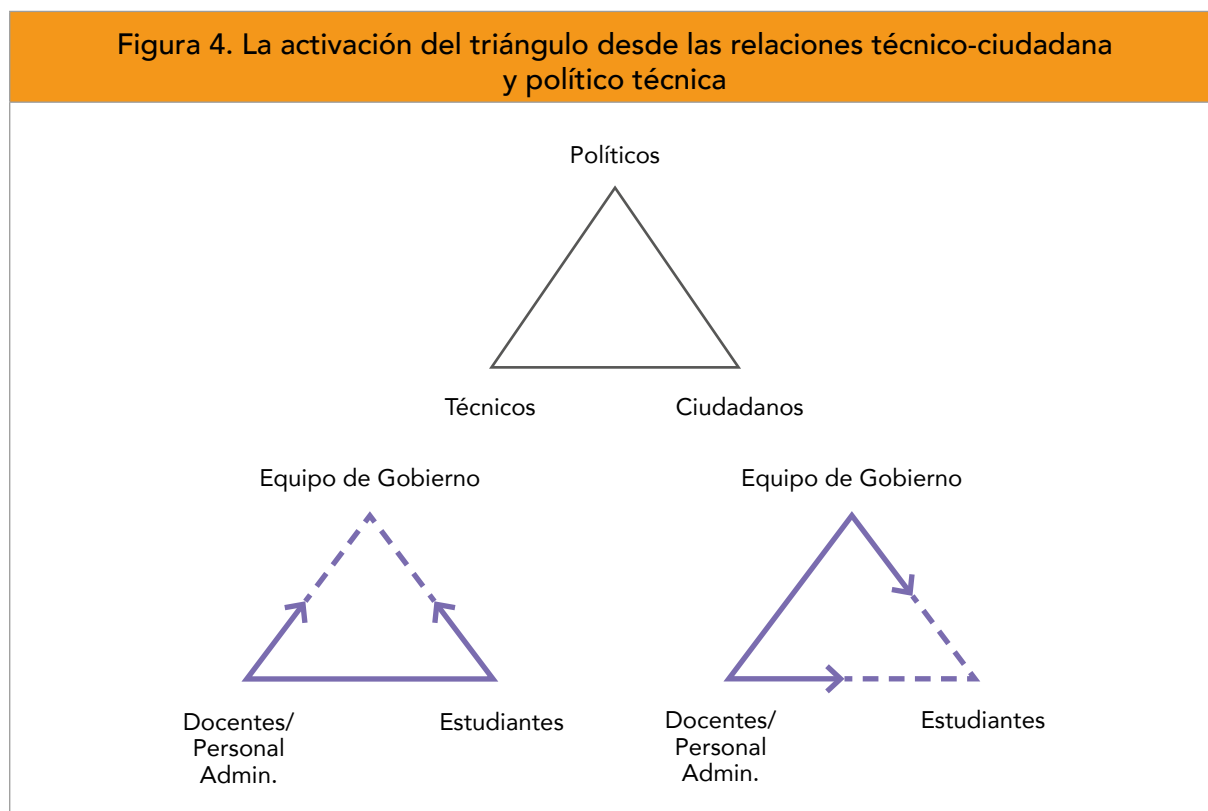 Figura 4. La activación del triángulo desde las relaciones técnico-ciudadana
y político técnica
Políticos
Técnicos
Ciudadanos
Equipo de Gobierno
Docentes/
Personal
Admin.
Estudiantes
Equipo de Gobierno
Docentes/
Personal
Admin.
Estudiantes